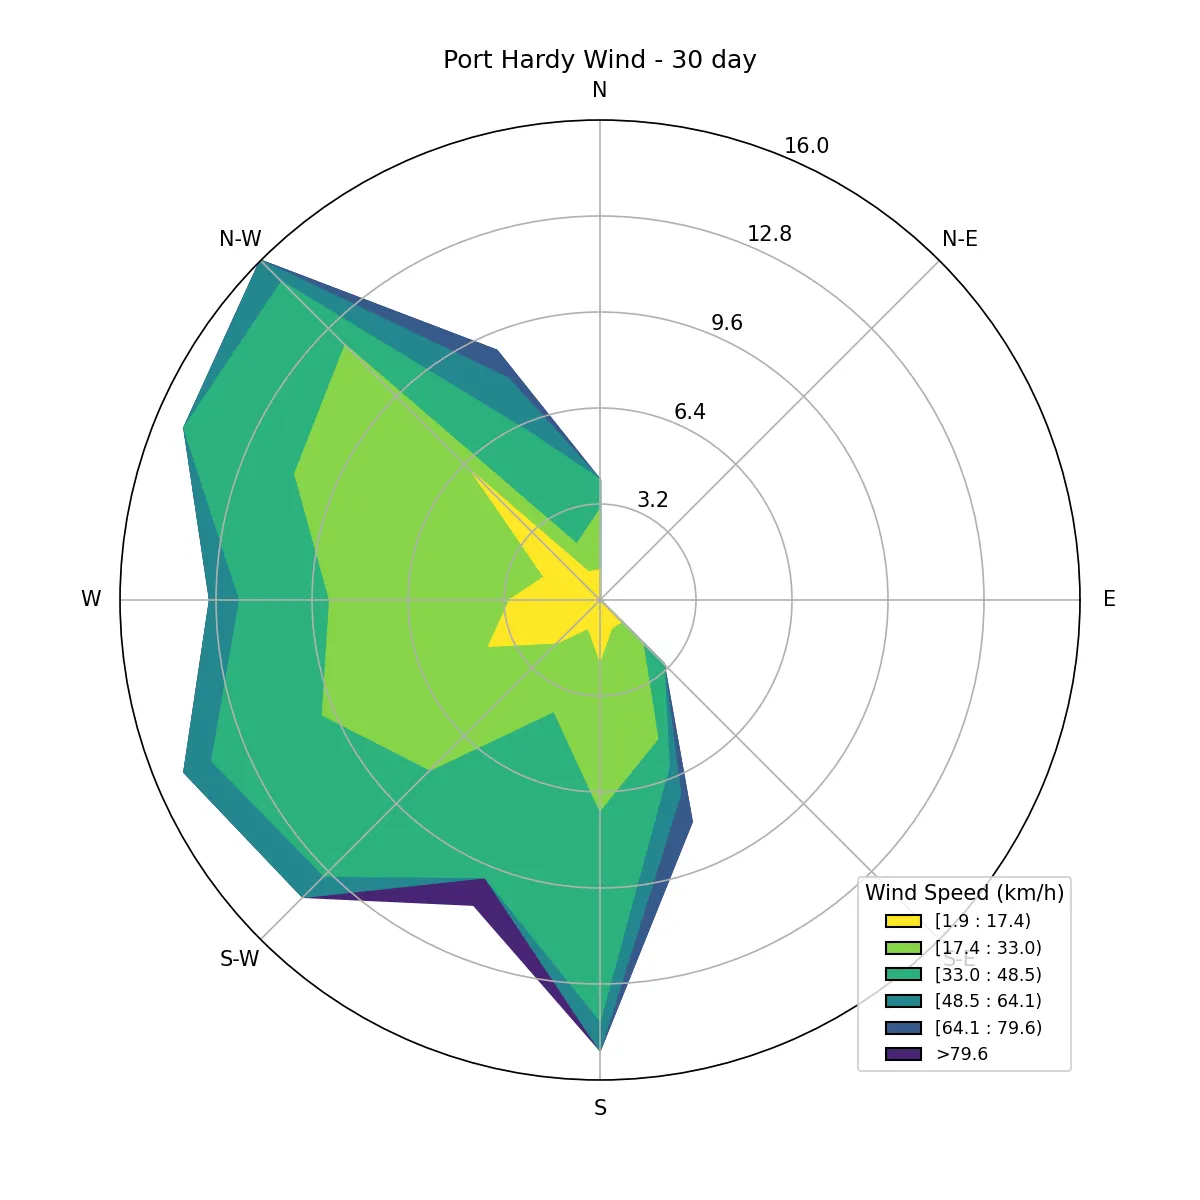 Port Hardy Wind - 30 day
N
16.0
12.8
N-W
N-E
9.6
6.4
3.2
W
E
Wind Speed (km/h)
[1.9 : 17.4)
[17.4 : 33.0)
S-W
S-E
[33.0 : 48.5)
[48.5 : 64.1)
[64.1 : 79.6)
>79.6
S